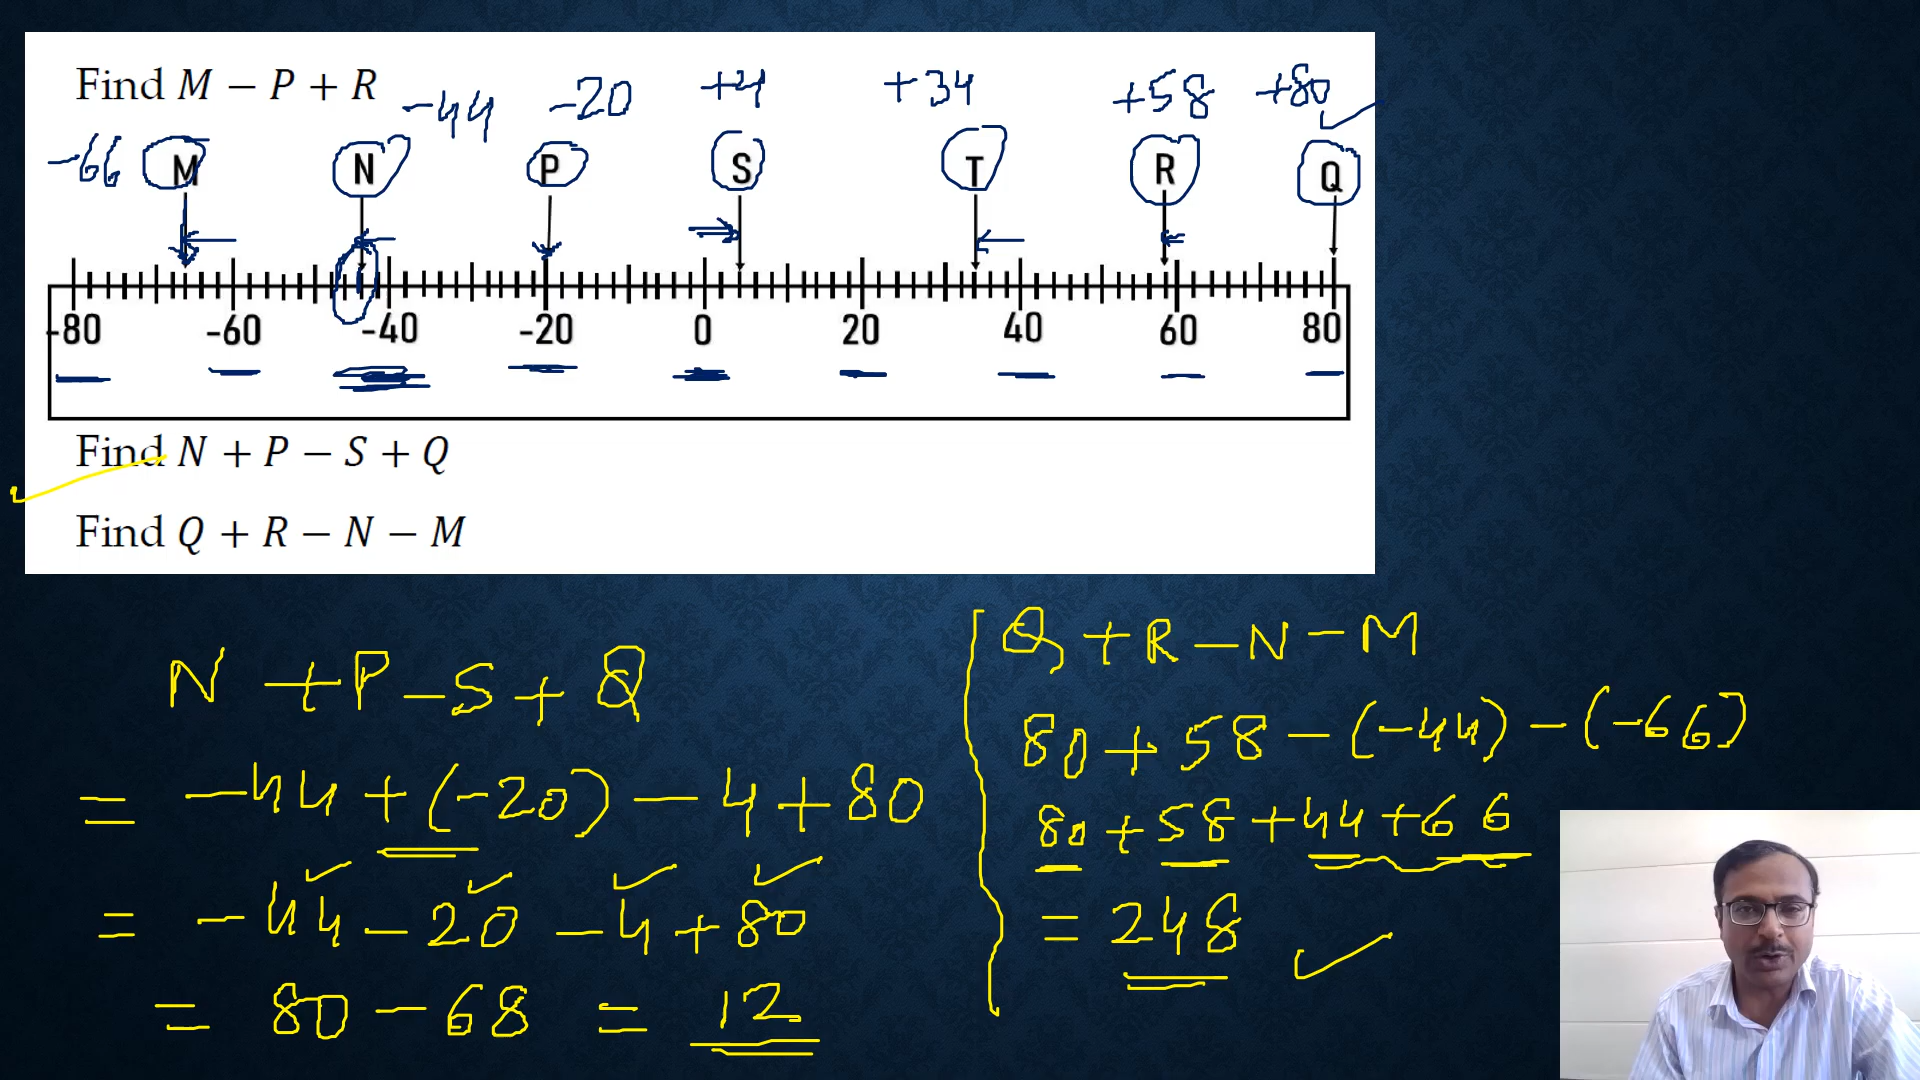 Find M − P + R
−44 −20 +4 +34 +58 +80
−66 M N P S T R Q
-80 -60 -40 -20 0 20 40 60 80
Find N + P − S + Q
Find Q + R − N − M
N + P − S + Q
= −44 + (−20) − 4 + 80
= −44 − 20 − 4 + 80
= 80 − 68 = 12
Q + R − N − M
80 + 58 − (−44) − (−66)
80 + 58 + 44 + 66
= 248